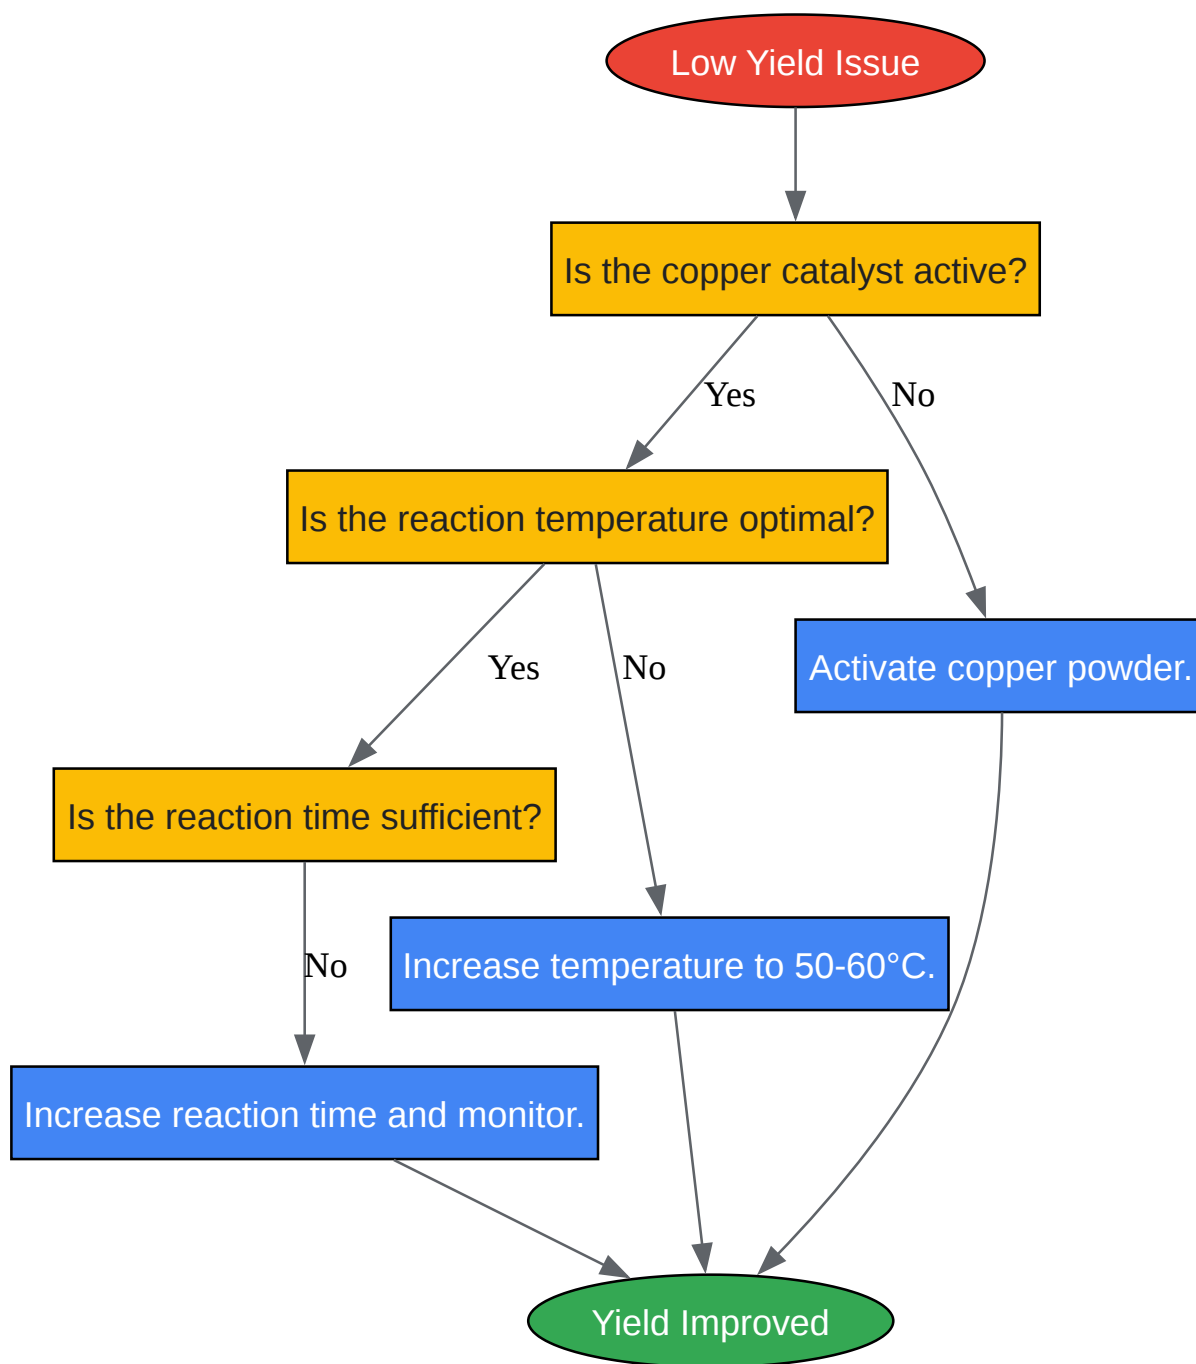 Low Yield Issue
Is the copper catalyst active?
Yes
No
Is the reaction temperature optimal?
Yes
No
Activate copper powder.
Is the reaction time sufficient?
No
Increase temperature to 50-60°C.
Increase reaction time and monitor.
Yield Improved